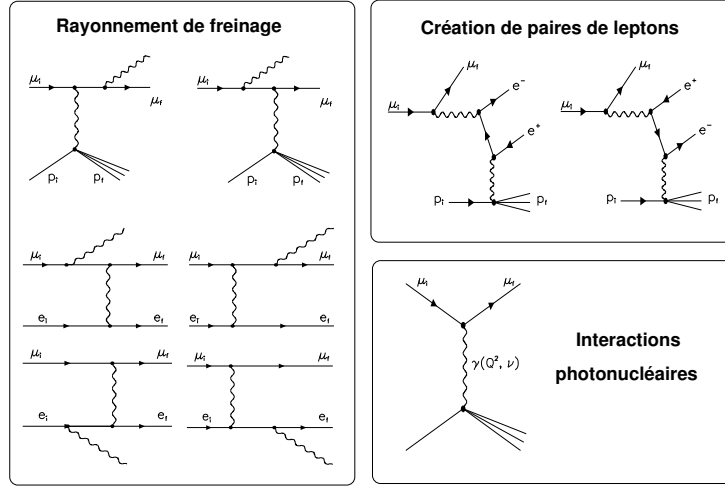 Rayonnement de freinage
μi μf
pi pf
μi μf
pi pf
μi μf
ei ef
μi μf
ei ef
μi μf
ei ef
μi μf
ei ef
Création de paires de leptons
μf
e−
μi
e+
pi pf
μf
e+
μi
e−
pi pf
μi μf
γ(Q², ν)
Interactions
photonucléaires